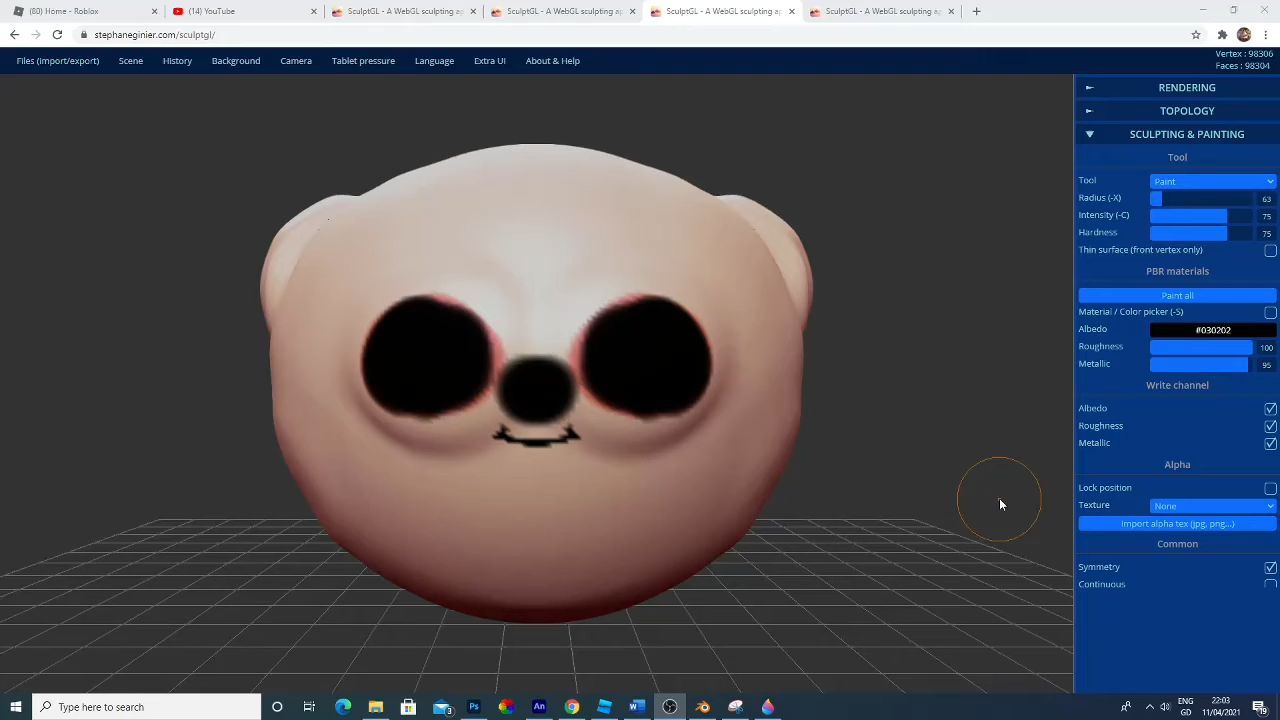 (80) Home - Roblox
(14) YouTube
SculptGL - A WebGL sculpting ap
SculptGL - A WebGL sculpting ap
SculptGL - A WebGL sculpting ap
SculptGL - A WebGL sculpting ap
stephaneginier.com/sculptgl/
Files (import/export) Scene History Background Camera Tablet pressure Language Extra UI About & Help
Vertex : 98306
Faces : 98304
RENDERING
TOPOLOGY
SCULPTING & PAINTING
Tool
Tool Paint
Radius (-X) 63
Intensity (-C) 75
Hardness 75
Thin surface (front vertex only)
PBR materials
Paint all
Material / Color picker (-S)
Albedo #030202
Roughness 100
Metallic 95
Write channel
Albedo
Roughness
Metallic
Alpha
Lock position
Texture None
Import alpha tex (jpg, png...)
Common
Symmetry
Continuous
Type here to search
3
Ps
An
ENG
GD
22:03
11/04/2021